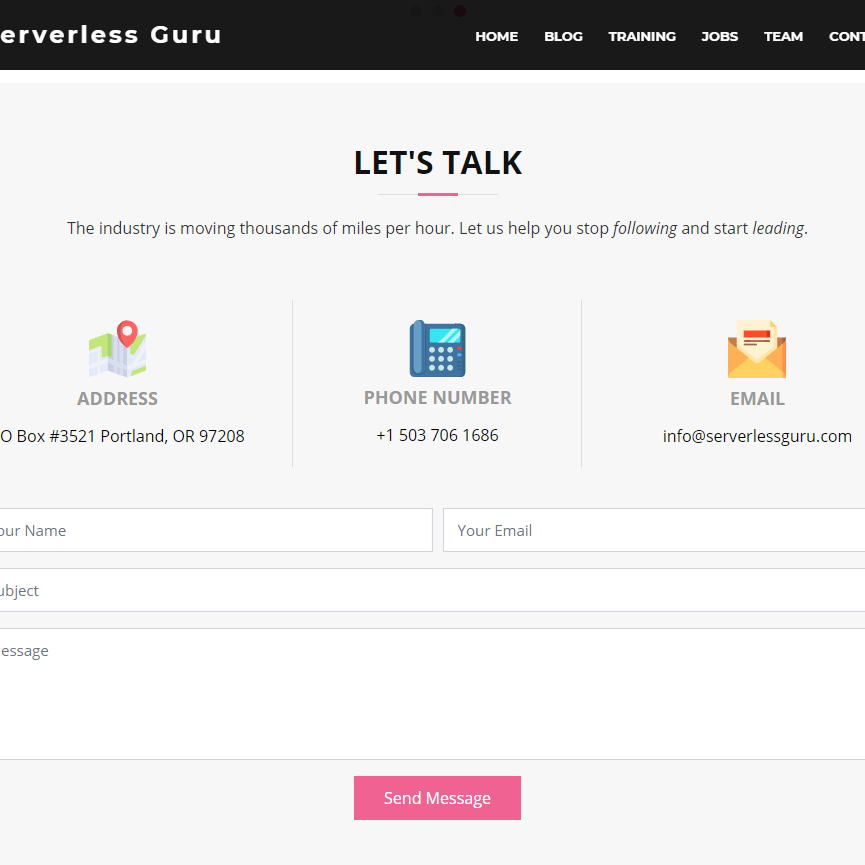 erverless Guru
HOME BLOG TRAINING JOBS TEAM CONT
LET'S TALK
The industry is moving thousands of miles per hour. Let us help you stop following and start leading.
ADDRESS PHONE NUMBER EMAIL
O Box #3521 Portland, OR 97208 +1 503 706 1686 info@serverlessguru.com
our Name Your Email
ubject
essage
Send Message